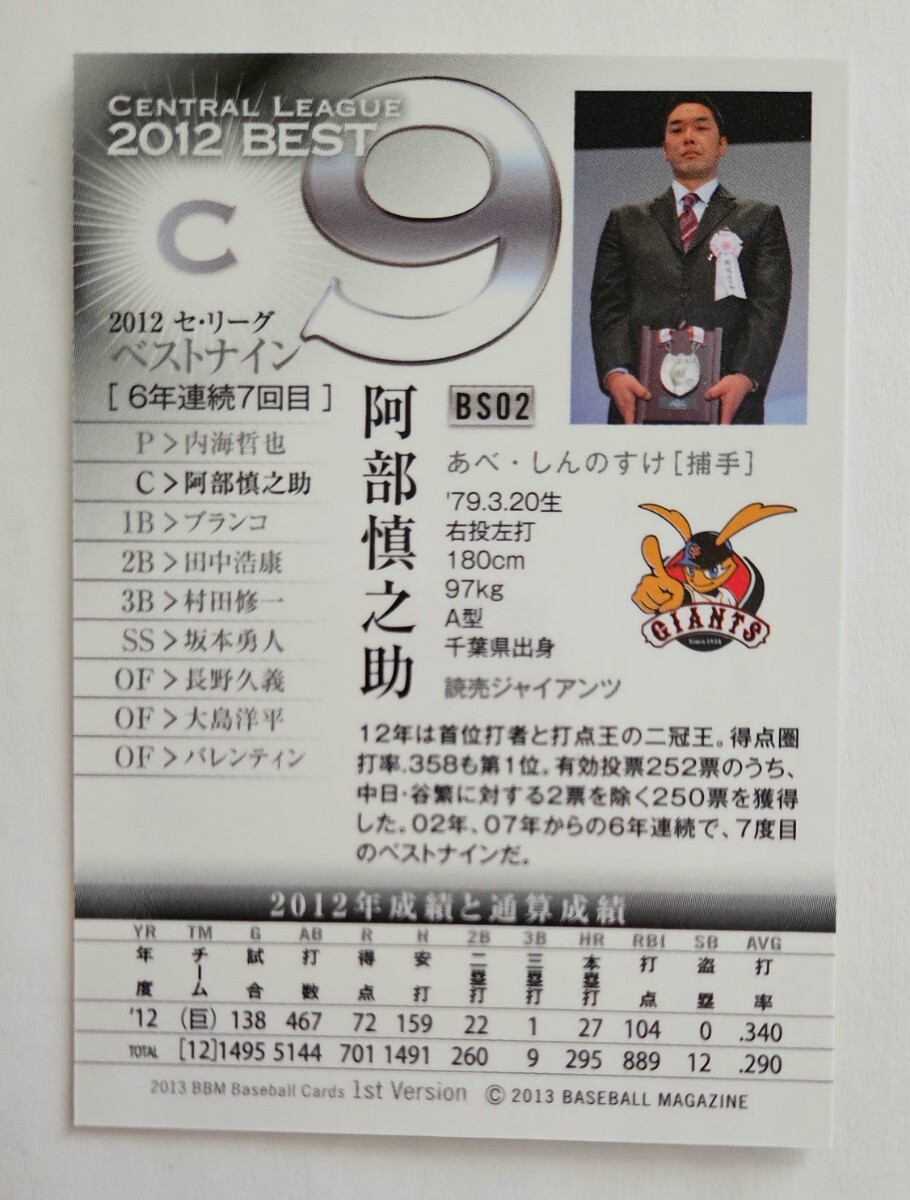 CENTRAL LEAGUE
2012 BEST
9
C
2012 セ・リーグ
ベストナイン
[ 6年連続7回目 ]
P > 内海哲也
C > 阿部慎之助
1B > ブランコ
2B > 田中浩康
3B > 村田修一
SS > 坂本勇人
OF > 長野久義
OF > 大島洋平
OF > バレンティン
阿部慎之助
BS02
あべ・しんのすけ[捕手]
'79.3.20生
右投左打
180cm
97kg
A型
千葉県出身
読売ジャイアンツ
GIANTS
Since 1934
12年は首位打者と打点王の二冠王。得点圏
打率.358も第1位。有効投票252票のうち、
中日・谷繁に対する2票を除く250票を獲得
した。02年、07年からの6年連続で、7度目
のベストナインだ。
2012年成績と通算成績
YR TM G AB R H 2B 3B HR RBI SB AVG
年度 チーム 試合 打数 得点 安打 二塁打 三塁打 本塁打 打点 盗塁 打率
'12 (巨) 138 467 72 159 22 1 27 104 0 .340
TOTAL [12] 1495 5144 701 1491 260 9 295 889 12 .290
2013 BBM Baseball Cards 1st Version © 2013 BASEBALL MAGAZINE